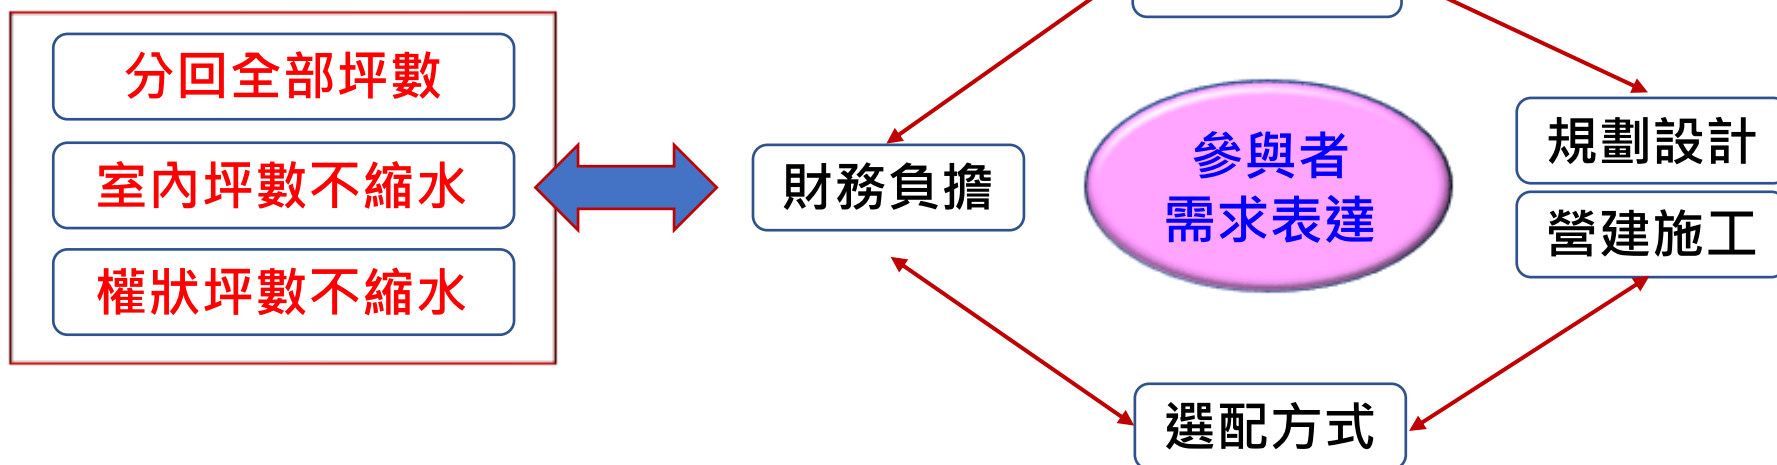 分回全部坪數
室內坪數不縮水
權狀坪數不縮水
財務負擔
參與者
需求表達
規劃設計
營建施工
選配方式